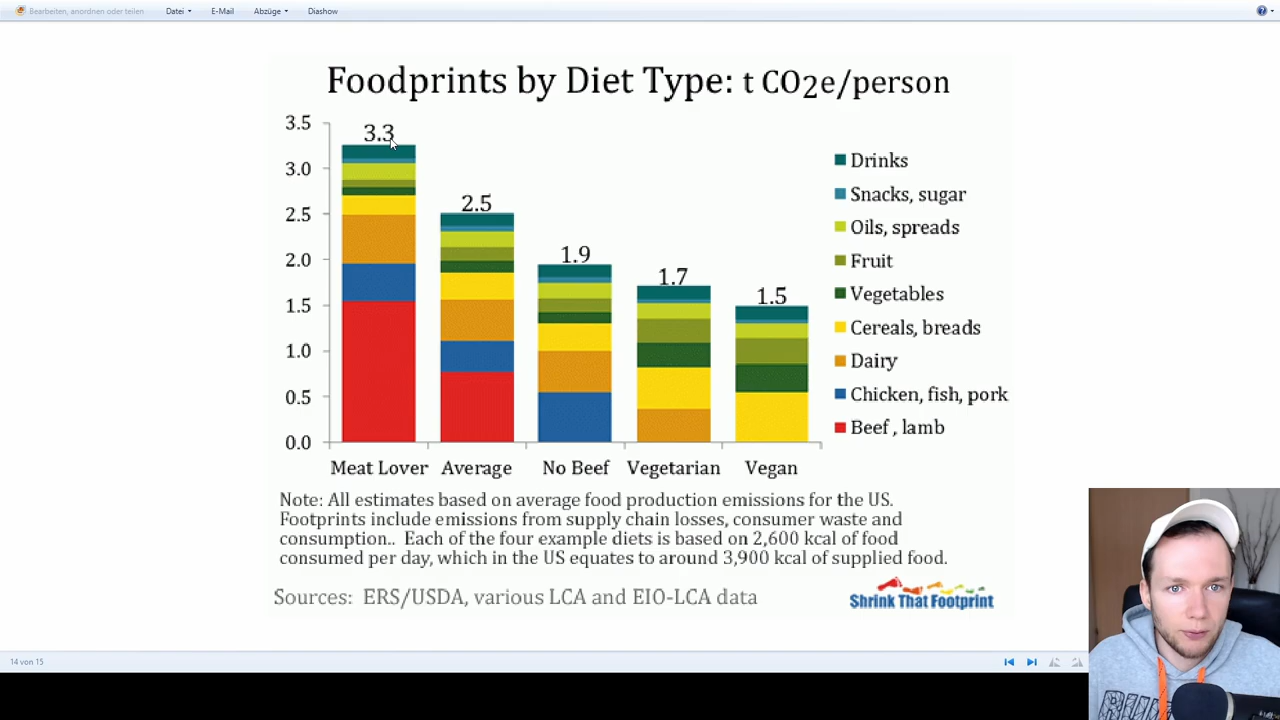 Bearbeiten, anordnen oder teilen Datei E-Mail Abzüge Diashow
Foodprints by Diet Type: t CO2e/person
3.5
3.0
2.5
2.0
1.5
1.0
0.5
0.0
3.3
2.5
1.9
1.7
1.5
Meat Lover Average No Beef Vegetarian Vegan
Drinks
Snacks, sugar
Oils, spreads
Fruit
Vegetables
Cereals, breads
Dairy
Chicken, fish, pork
Beef , lamb
Note: All estimates based on average food production emissions for the US.
Footprints include emissions from supply chain losses, consumer waste and
consumption.. Each of the four example diets is based on 2,600 kcal of food
consumed per day, which in the US equates to around 3,900 kcal of supplied food.
Sources: ERS/USDA, various LCA and EIO-LCA data
Shrink That Footprint
14 von 15